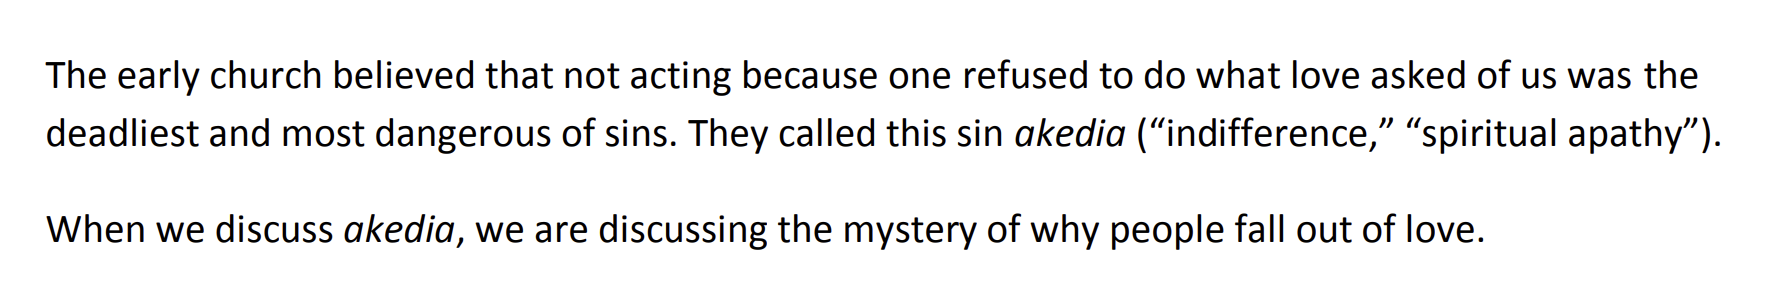 The early church believed that not acting because one refused to do what love asked of us was the
deadliest and most dangerous of sins. They called this sin akedia (“indifference,” “spiritual apathy”).
When we discuss akedia, we are discussing the mystery of why people fall out of love.